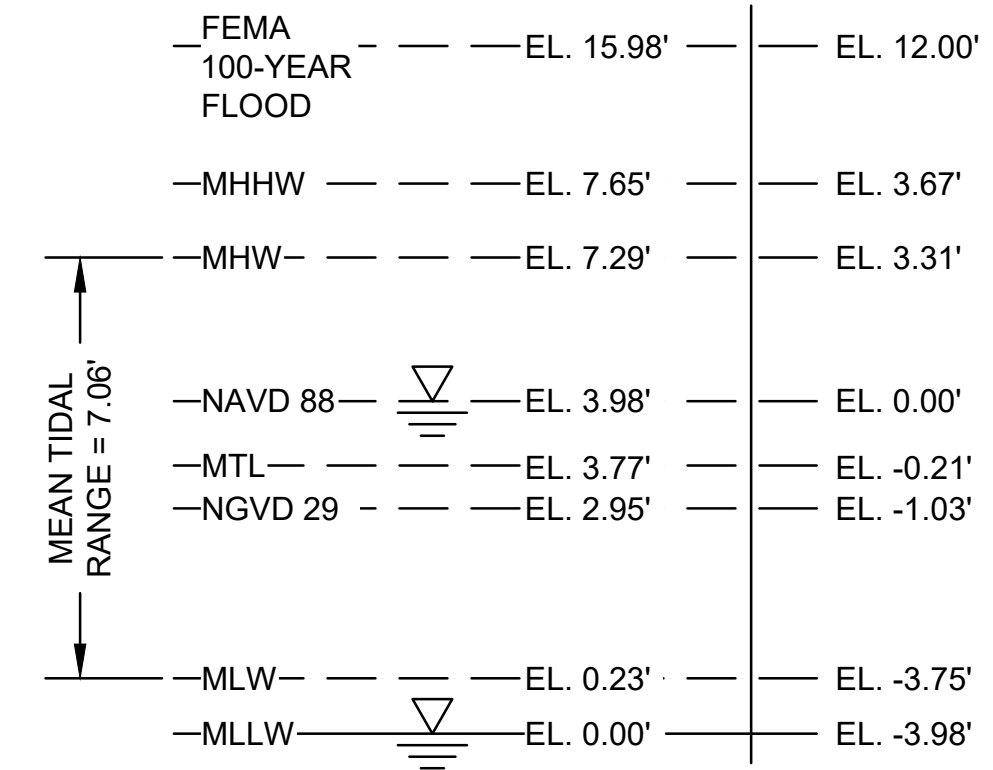 FEMA
100-YEAR
FLOOD
EL. 15.98' EL. 12.00'
MHHW EL. 7.65' EL. 3.67'
MHW EL. 7.29' EL. 3.31'
MEAN TIDAL
RANGE = 7.06'
NAVD 88 EL. 3.98' EL. 0.00'
MTL EL. 3.77' EL. -0.21'
NGVD 29 EL. 2.95' EL. -1.03'
MLW EL. 0.23' EL. -3.75'
MLLW EL. 0.00' EL. -3.98'